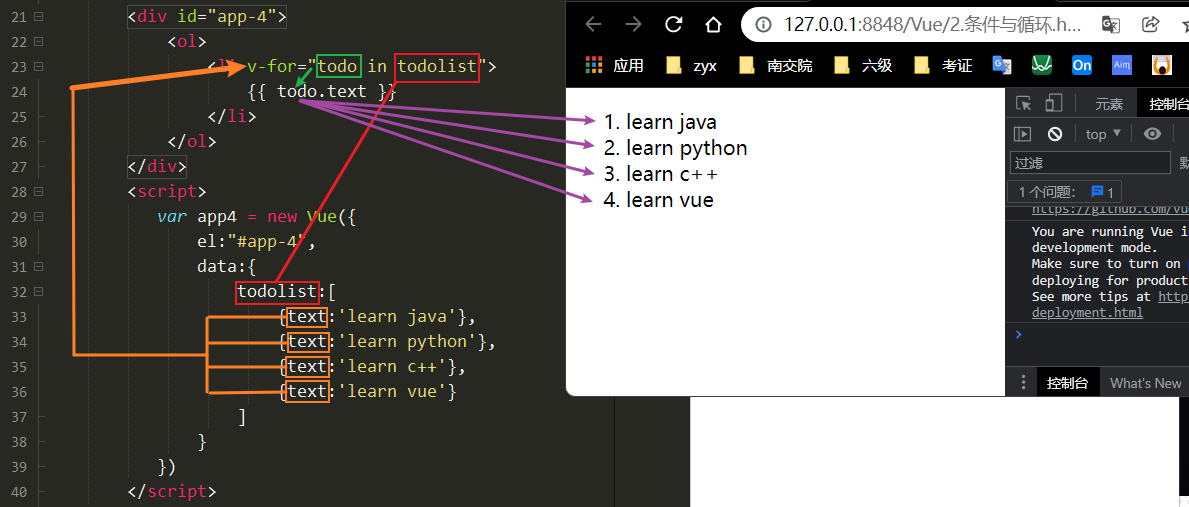 21 <div id="app-4">
22 <ol>
23 <li v-for="todo in todolist">
24 {{ todo.text }}
25 </li>
26 </ol>
27 </div>
28 <script>
29 var app4 = new Vue({
30 el:"#app-4",
31 data:{
32 todolist:[
33 {text:'learn java'},
34 {text:'learn python'},
35 {text:'learn c++'},
36 {text:'learn vue'}
37 ]
38 }
39 })
40 </script>
127.0.0.1:8848/Vue/2.条件与循环.h...
应用 zyx 南交院 六级 考证 On Aim
1. learn java
2. learn python
3. learn c++
4. learn vue
元素 控制台
top
过滤
1 个问题: 1
https://github.com/vu
You are running Vue i
development mode.
Make sure to turn on
deploying for product
See more tips at http
deployment.html
控制台 What's New